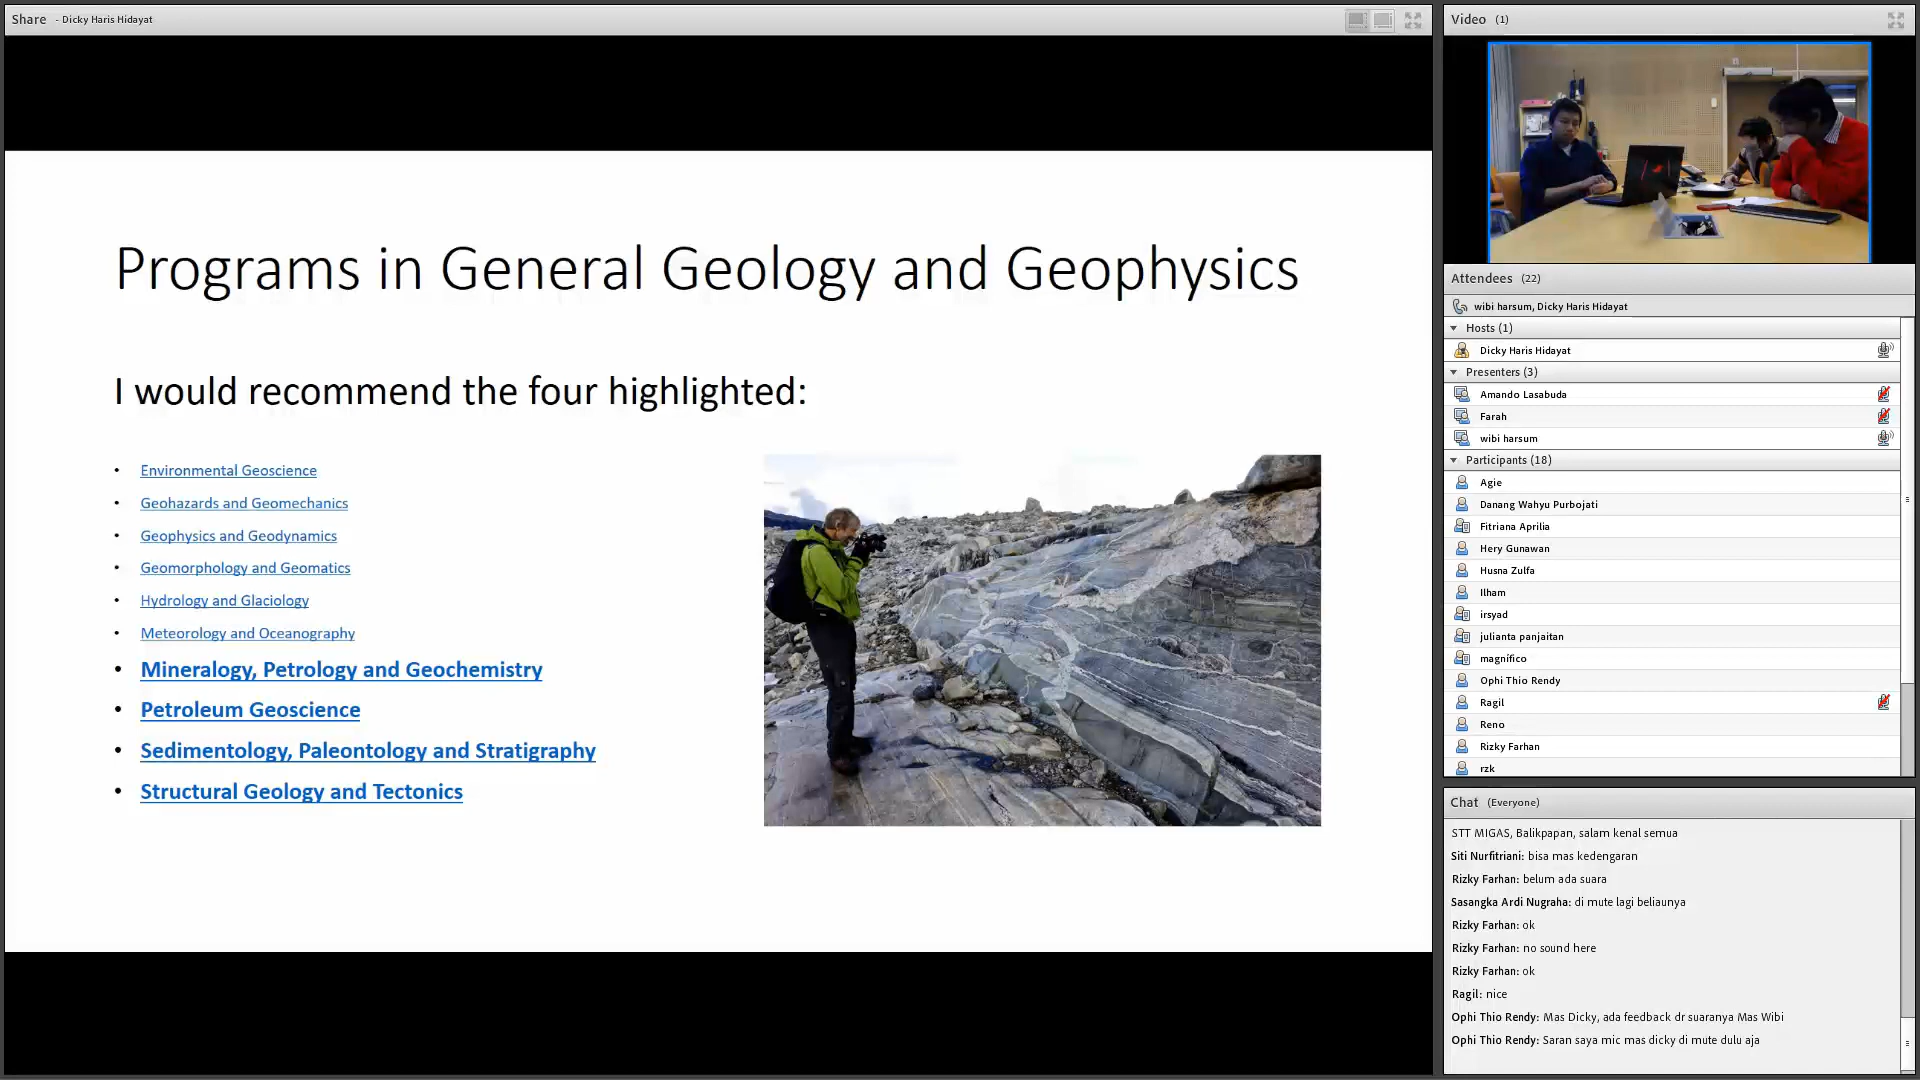 Share - Dicky Haris Hidayat
Programs in General Geology and Geophysics
I would recommend the four highlighted:
• Environmental Geoscience
• Geohazards and Geomechanics
• Geophysics and Geodynamics
• Geomorphology and Geomatics
• Hydrology and Glaciology
• Meteorology and Oceanography
• Mineralogy, Petrology and Geochemistry
• Petroleum Geoscience
• Sedimentology, Paleontology and Stratigraphy
• Structural Geology and Tectonics
Video (1)
Attendees (22)
wibi harsum, Dicky Haris Hidayat
Hosts (1)
Dicky Haris Hidayat
Presenters (3)
Amando Lasabuda
Farah
wibi harsum
Participants (18)
Agie
Danang Wahyu Purbojati
Fitriana Aprilia
Hery Gunawan
Husna Zulfa
Ilham
irsyad
julianta panjaitan
magnífico
Ophi Thio Rendy
Ragil
Reno
Rizky Farhan
rzk
Chat (Everyone)
STT MIGAS, Balikpapan, salam kenal semua
Siti Nurfitriani: bisa mas kedengaran
Rizky Farhan: belum ada suara
Sasangka Ardi Nugraha: di mute lagi beliaunya
Rizky Farhan: ok
Rizky Farhan: no sound here
Rizky Farhan: ok
Ragil: nice
Ophi Thio Rendy: Mas Dicky, ada feedback dr suaranya Mas Wibi
Ophi Thio Rendy: Saran saya mic mas dicky di mute dulu aja